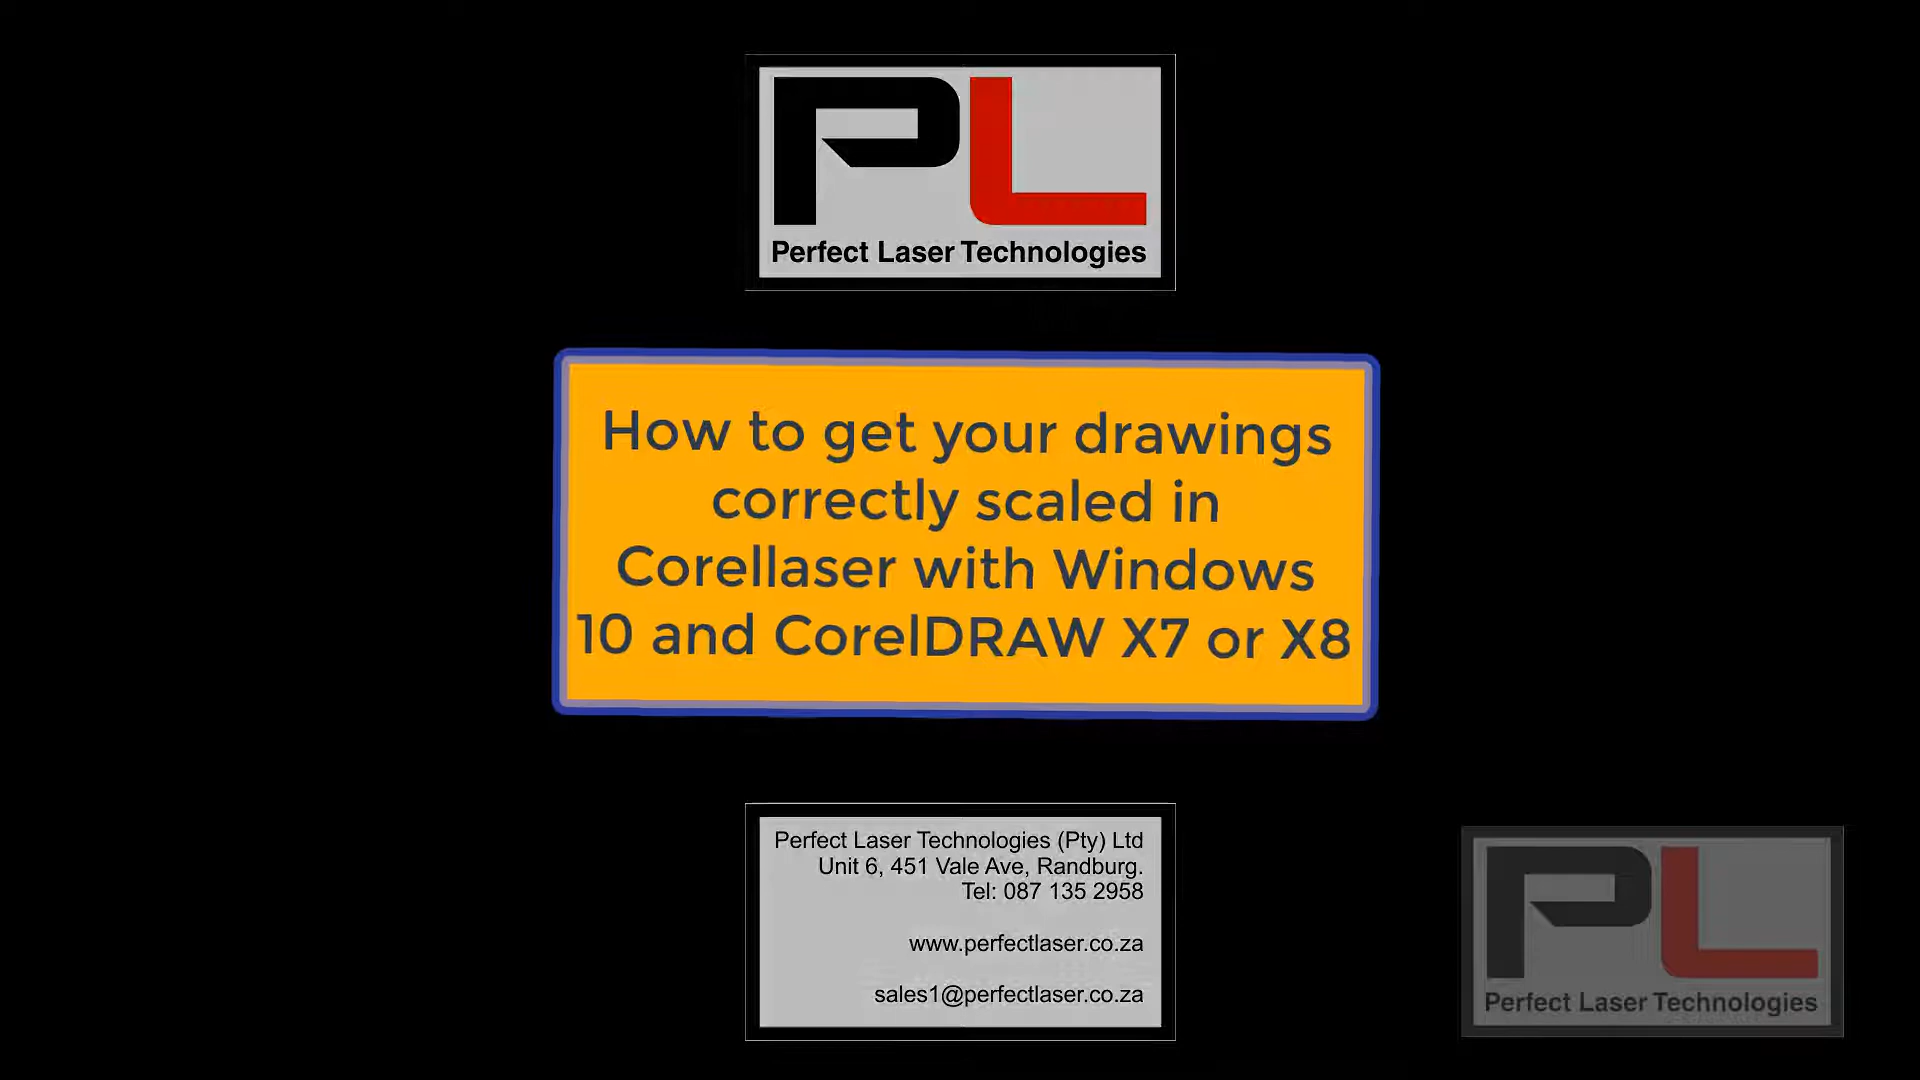 PL
Perfect Laser Technologies
How to get your drawings
correctly scaled in
Corellaser with Windows
10 and CorelDRAW X7 or X8
Perfect Laser Technologies (Pty) Ltd
Unit 6, 451 Vale Ave, Randburg.
Tel: 087 135 2958
www.perfectlaser.co.za
sales1@perfectlaser.co.za
PL
Perfect Laser Technologies